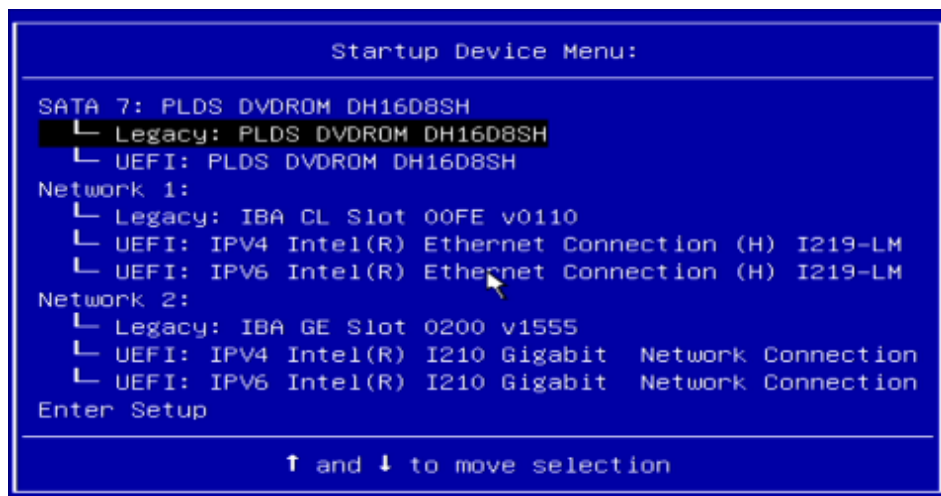 Startup Device Menu:
SATA 7: PLDS DVDROM DH16D8SH
Legacy: PLDS DVDROM DH16D8SH
UEFI: PLDS DVDROM DH16D8SH
Network 1:
Legacy: IBA CL Slot 00FE v0110
UEFI: IPV4 Intel(R) Ethernet Connection (H) I219-LM
UEFI: IPV6 Intel(R) Ethernet Connection (H) I219-LM
Network 2:
Legacy: IBA GE Slot 0200 v1555
UEFI: IPV4 Intel(R) I210 Gigabit  Network Connection
UEFI: IPV6 Intel(R) I210 Gigabit  Network Connection
Enter Setup
↑ and ↓ to move selection